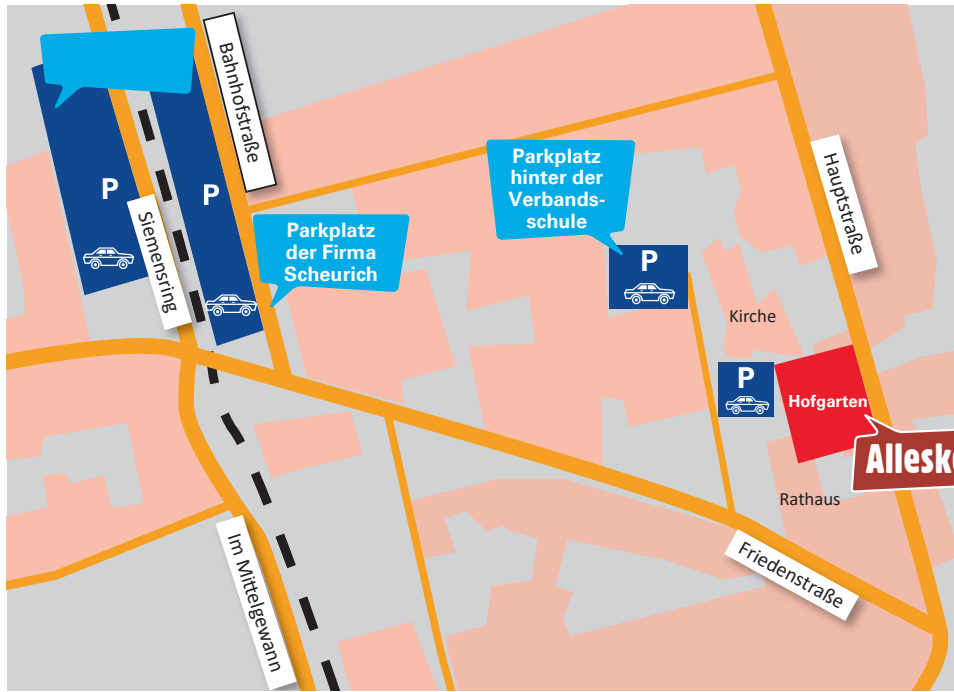 Bahnhofstraße
P
P
Siemensring
Parkplatz
der Firma
Scheurich
Parkplatz
hinter der
Verbands-
schule
P
Hauptstraße
Kirche
P
Hofgarten
Rathaus
Friedenstraße
Im Mittelgewann